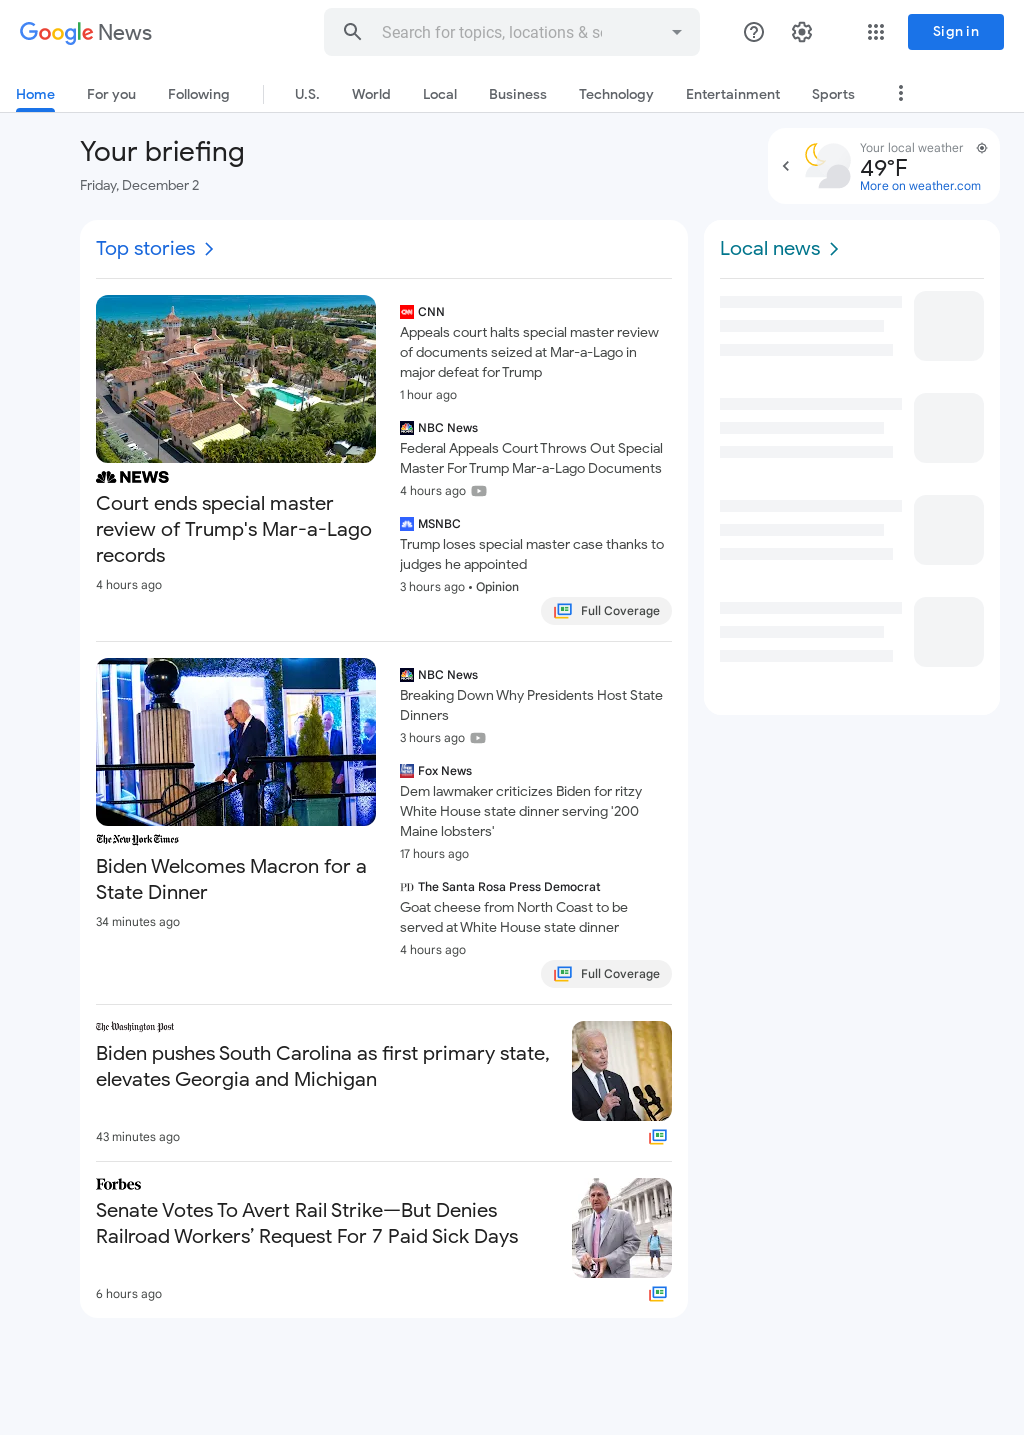 Google News
Search for topics, locations & so
Sign in
Home For you Following U.S. World Local Business Technology Entertainment Sports
Your briefing
Friday, December 2
Your local weather
49°F
More on weather.com
Top stories
NEWS
Court ends special master
review of Trump's Mar-a-Lago
records
4 hours ago
CNN
CNN
Appeals court halts special master review
of documents seized at Mar-a-Lago in
major defeat for Trump
1 hour ago
NBC News
Federal Appeals Court Throws Out Special
Master For Trump Mar-a-Lago Documents
4 hours ago
MSNBC
Trump loses special master case thanks to
judges he appointed
3 hours ago • Opinion
Full Coverage
The New York Times
Biden Welcomes Macron for a
State Dinner
34 minutes ago
NBC News
Breaking Down Why Presidents Host State
Dinners
3 hours ago
Fox News
Dem lawmaker criticizes Biden for ritzy
White House state dinner serving '200
Maine lobsters'
17 hours ago
PD The Santa Rosa Press Democrat
Goat cheese from North Coast to be
served at White House state dinner
4 hours ago
Full Coverage
The Washington Post
Biden pushes South Carolina as first primary state,
elevates Georgia and Michigan
43 minutes ago
Forbes
Senate Votes To Avert Rail Strike—But Denies
Railroad Workers’ Request For 7 Paid Sick Days
6 hours ago
Local news